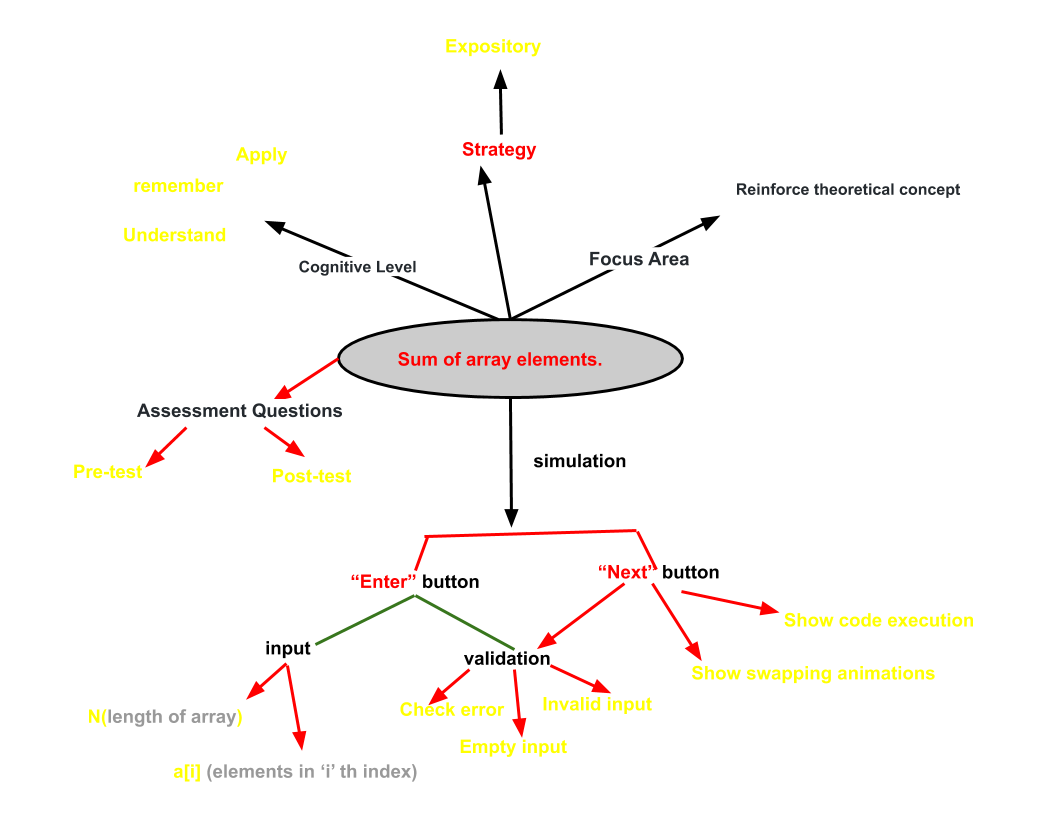 Expository
Strategy
Apply
remember
Understand
Reinforce theoretical concept
Cognitive Level
Focus Area
Sum of array elements.
Assessment Questions
Pre-test
Post-test
simulation
“Enter” button
“Next” button
Show code execution
input
validation
Show swapping animations
Check error
Invalid input
N(length of array)
Empty input
a[i] (elements in ‘i’ th index)